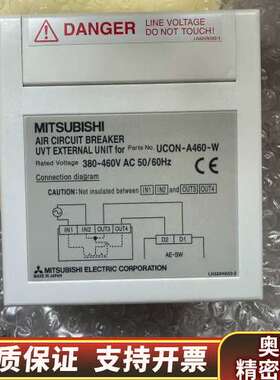 DANGER
LINE VOLTAGE
DO NOT TOUCH!
MITSUBISHI
AIR CIRCUIT BREAKER
UVT EXTERNAL UNIT for Parts No. UCON-A460-W
Rated Voltage 380-460V AC 50/60Hz
CE
Connection diagram
CAUTION: Not insulated between IN1 IN2 and OUT3 OUT4
IN1 IN2 OUT3 OUT4
D2 D1
AE-SW
MITSUBISHI ELECTRIC CORPORATION
MADE IN JAPAN
质保证 支持开票
奥
精密